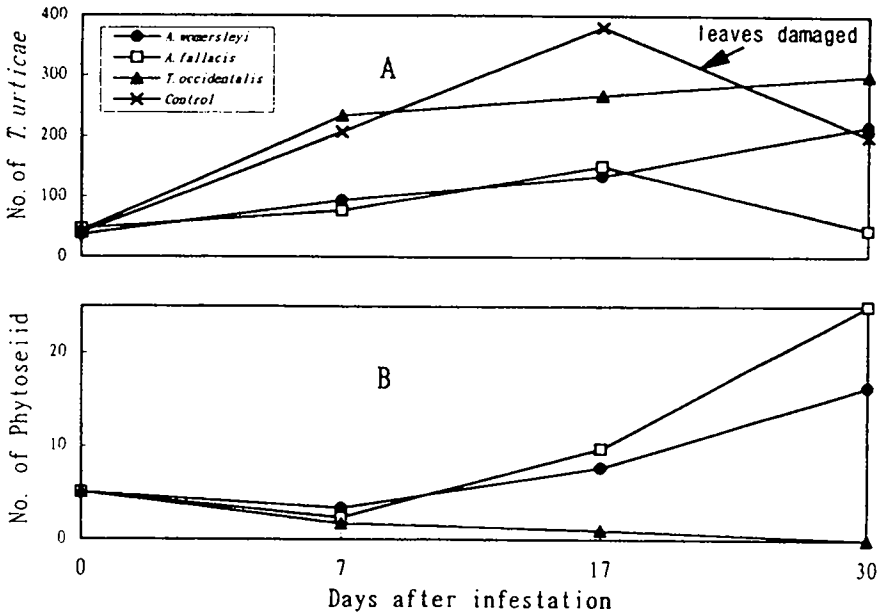 400
300
200
100
0
No. of T. urticae
A. womersleyi
A. fallacis
T. occidentalis
Control
A
leaves damaged
20
10
0
No. of Phytoseiid
B
0 7 17 30
Days after infestation